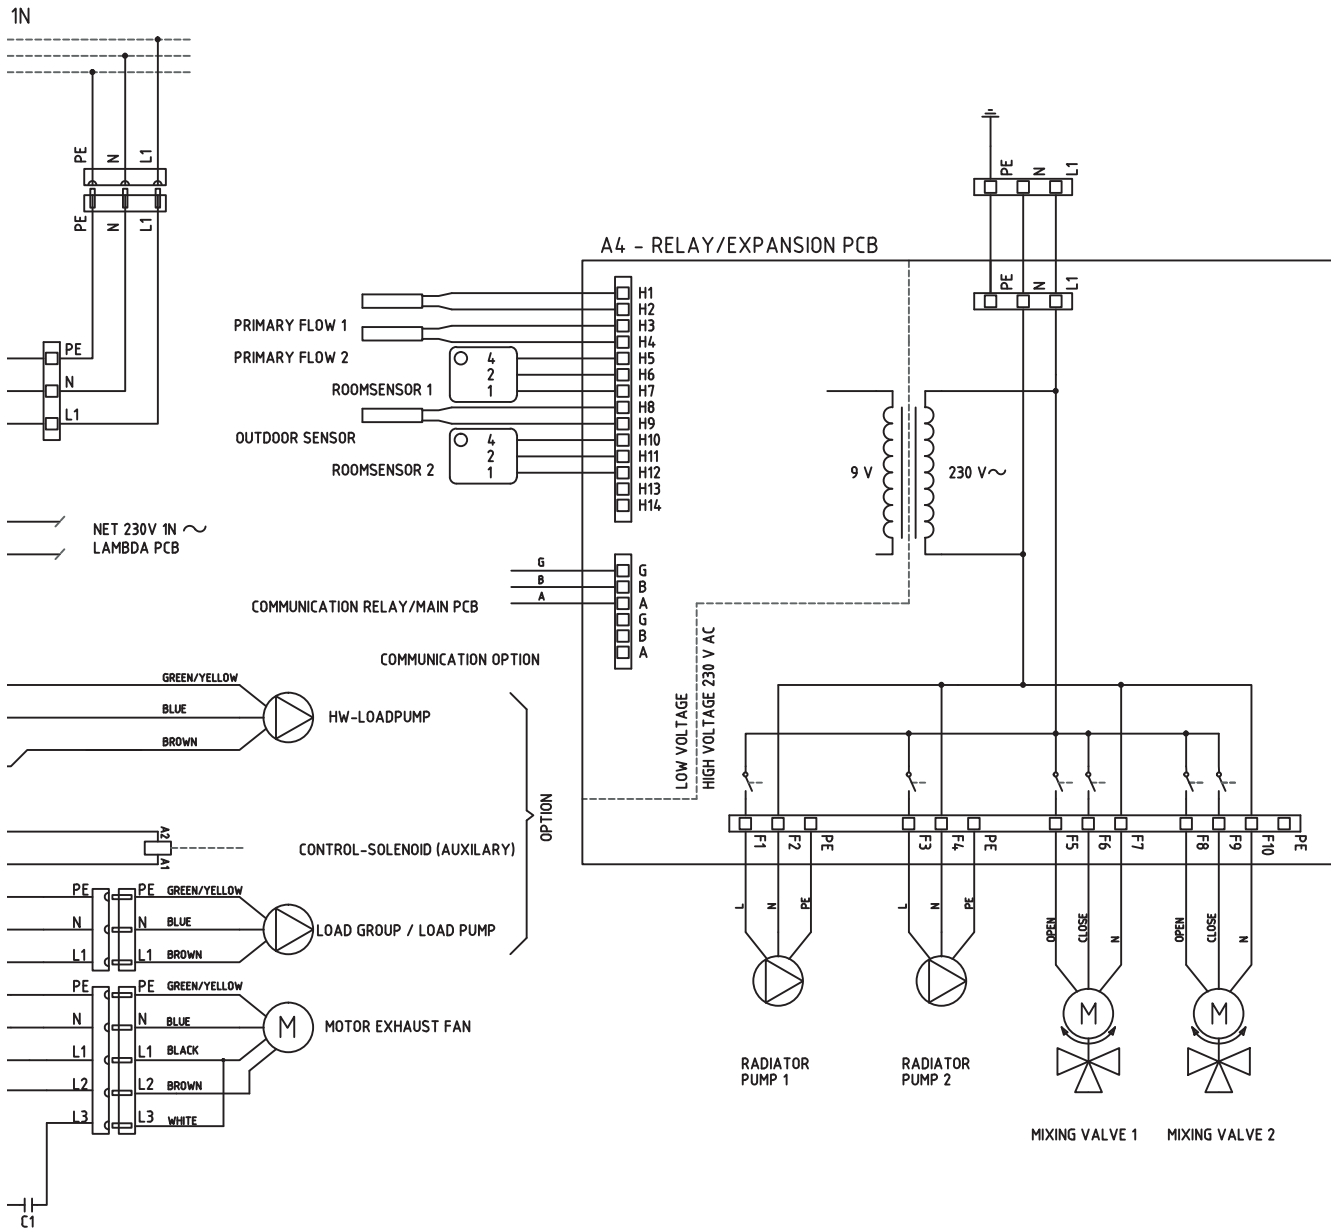 1N
PE
N
L1
PE
N
L1
PE
N
L1
NET 230V 1N
LAMBDA PCB
GREEN/YELLOW
BLUE
BROWN
HW-LOADPUMP
A2
A1
CONTROL-SOLENOID (AUXILARY)
OPTION
PE PE GREEN/YELLOW
N N BLUE
L1 L1 BROWN
LOAD GROUP / LOAD PUMP
PE PE GREEN/YELLOW
N N BLUE
L1 L1 BLACK
L2 L2 BROWN
L3 L3 WHITE
M
MOTOR EXHAUST FAN
C1
A4 - RELAY/EXPANSION PCB
PRIMARY FLOW 1
PRIMARY FLOW 2
ROOMSENSOR 1
4
2
1
OUTDOOR SENSOR
ROOMSENSOR 2
4
2
1
H1
H2
H3
H4
H5
H6
H7
H8
H9
H10
H11
H12
H13
H14
COMMUNICATION RELAY/MAIN PCB
G
B
A
G
B
A
G
B
A
COMMUNICATION OPTION
PE
N
L1
PE
N
L1
9 V
230 V~
LOW VOLTAGE
HIGH VOLTAGE 230 V AC
F1
F2
PE
F3
F4
PE
F5
F6
F7
F8
F9
F10
PE
L
N
PE
L
N
PE
OPEN
CLOSE
N
OPEN
CLOSE
N
M
M
RADIATOR
PUMP 1
RADIATOR
PUMP 2
MIXING VALVE 1
MIXING VALVE 2